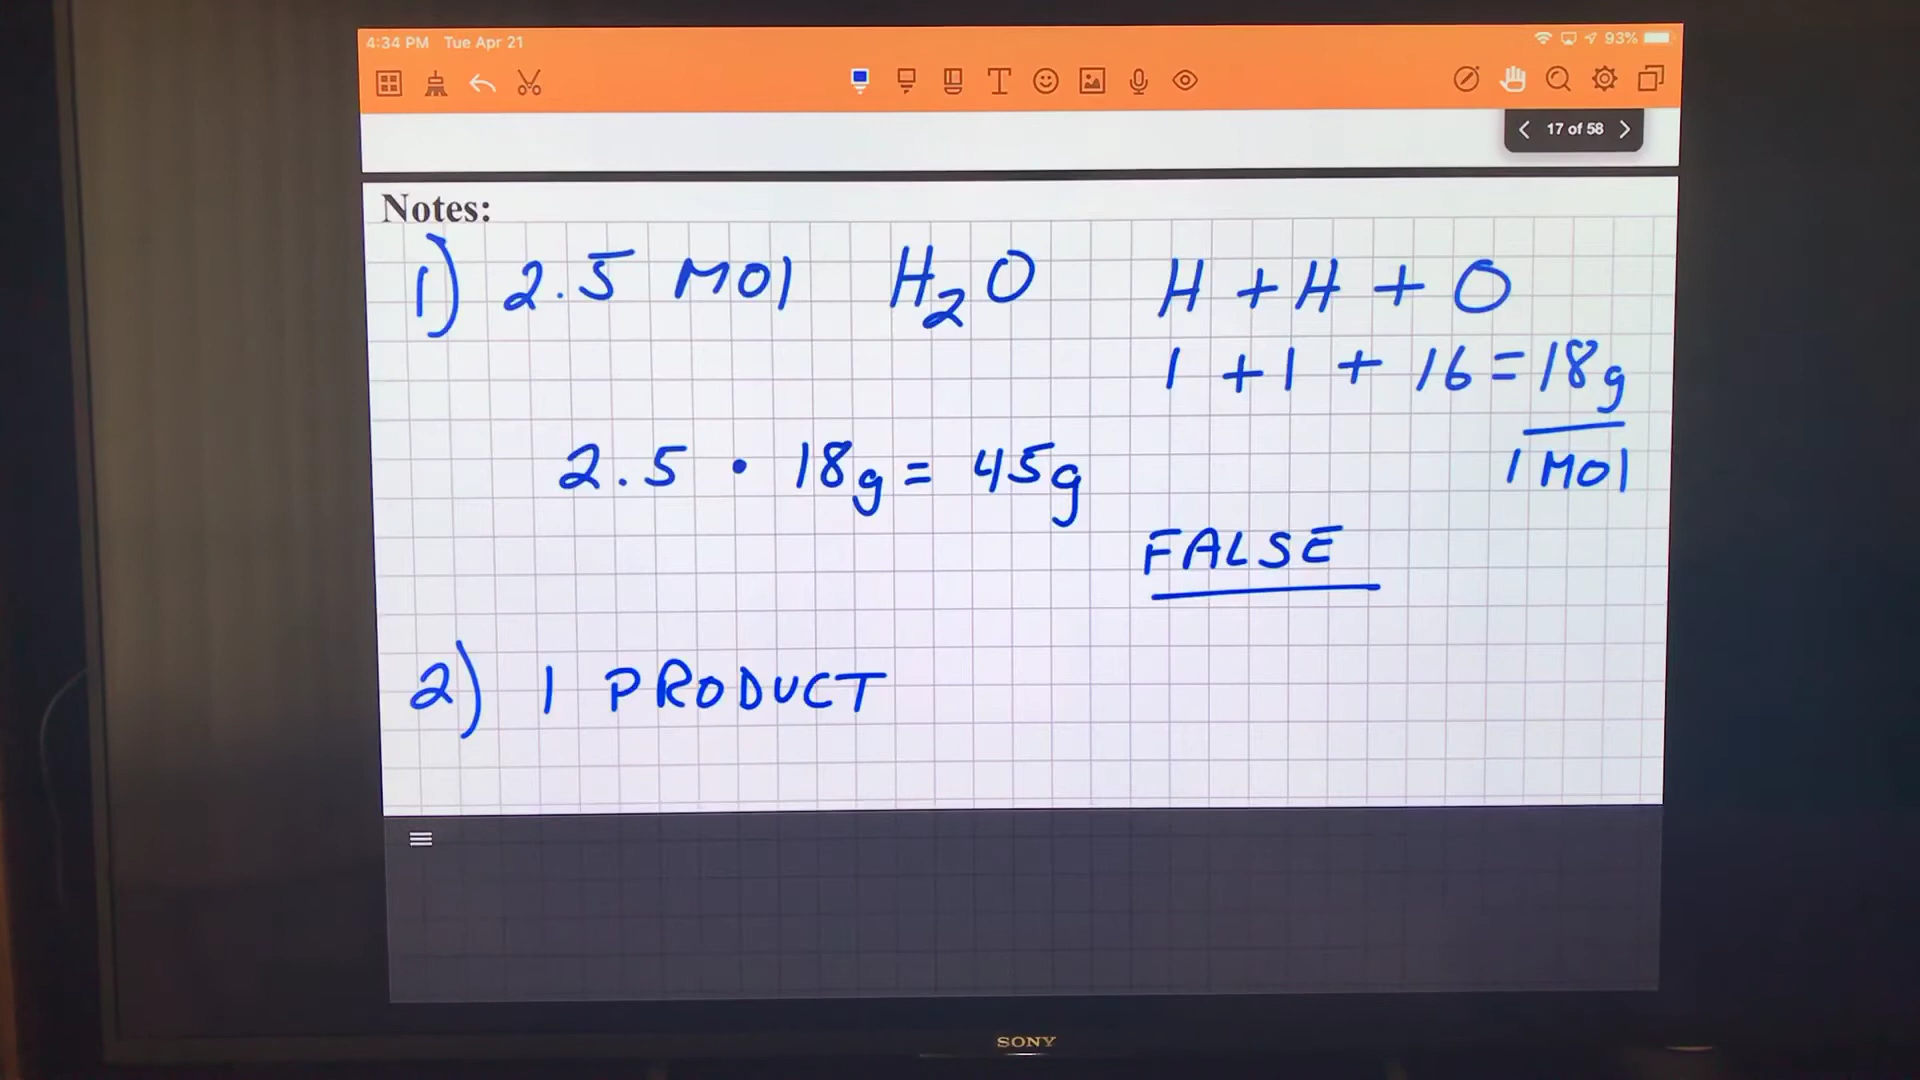 4:34 PM Tue Apr 21
93%
17 of 58
Notes:
1) 2.5 MOl H₂O H + H + O
1 + 1 + 16 = 18g
1 MOl
2.5 • 18g = 45g
FALSE
2) 1 PRODUCT
SONY